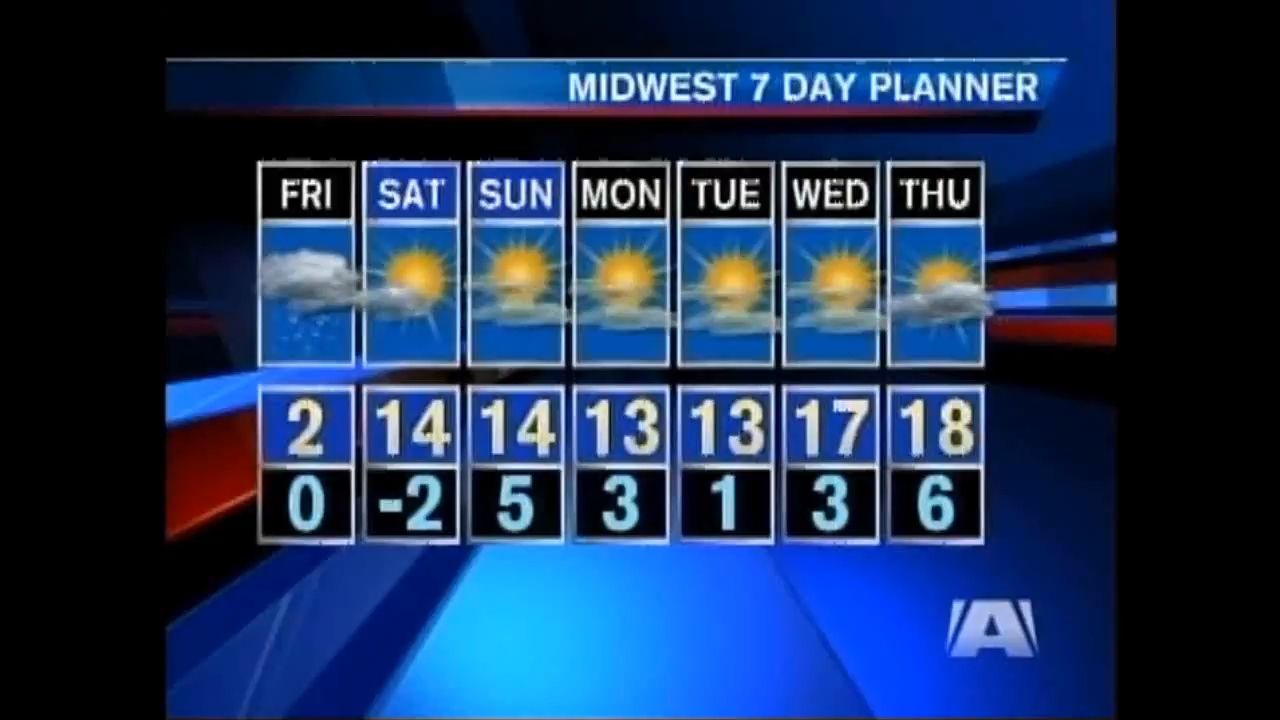 MIDWEST 7 DAY PLANNER
FRI SAT SUN MON TUE WED THU
2 14 14 13 13 17 18
0 -2 5 3 1 3 6
A